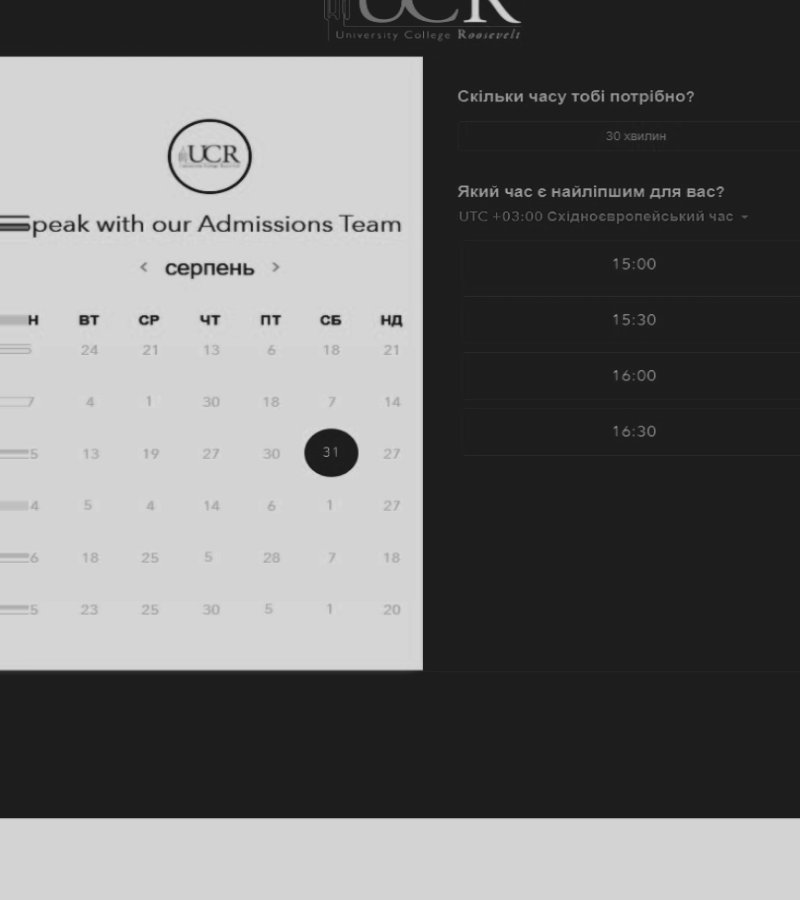 UCR
University College Roosevelt
UCR
Speak with our Admissions Team
‹ серпень ›
Н ВТ СР ЧТ ПТ СБ НД
5 24 21 13 6 18 21
7 4 1 30 18 7 14
5 13 19 27 30 31 27
4 5 4 14 6 1 27
6 18 25 5 28 7 18
5 23 25 30 5 1 20
Скільки часу тобі потрібно?
30 хвилин
Який час є найліпшим для вас?
UTC +03:00 Східноєвропейський час
15:00
15:30
16:00
16:30